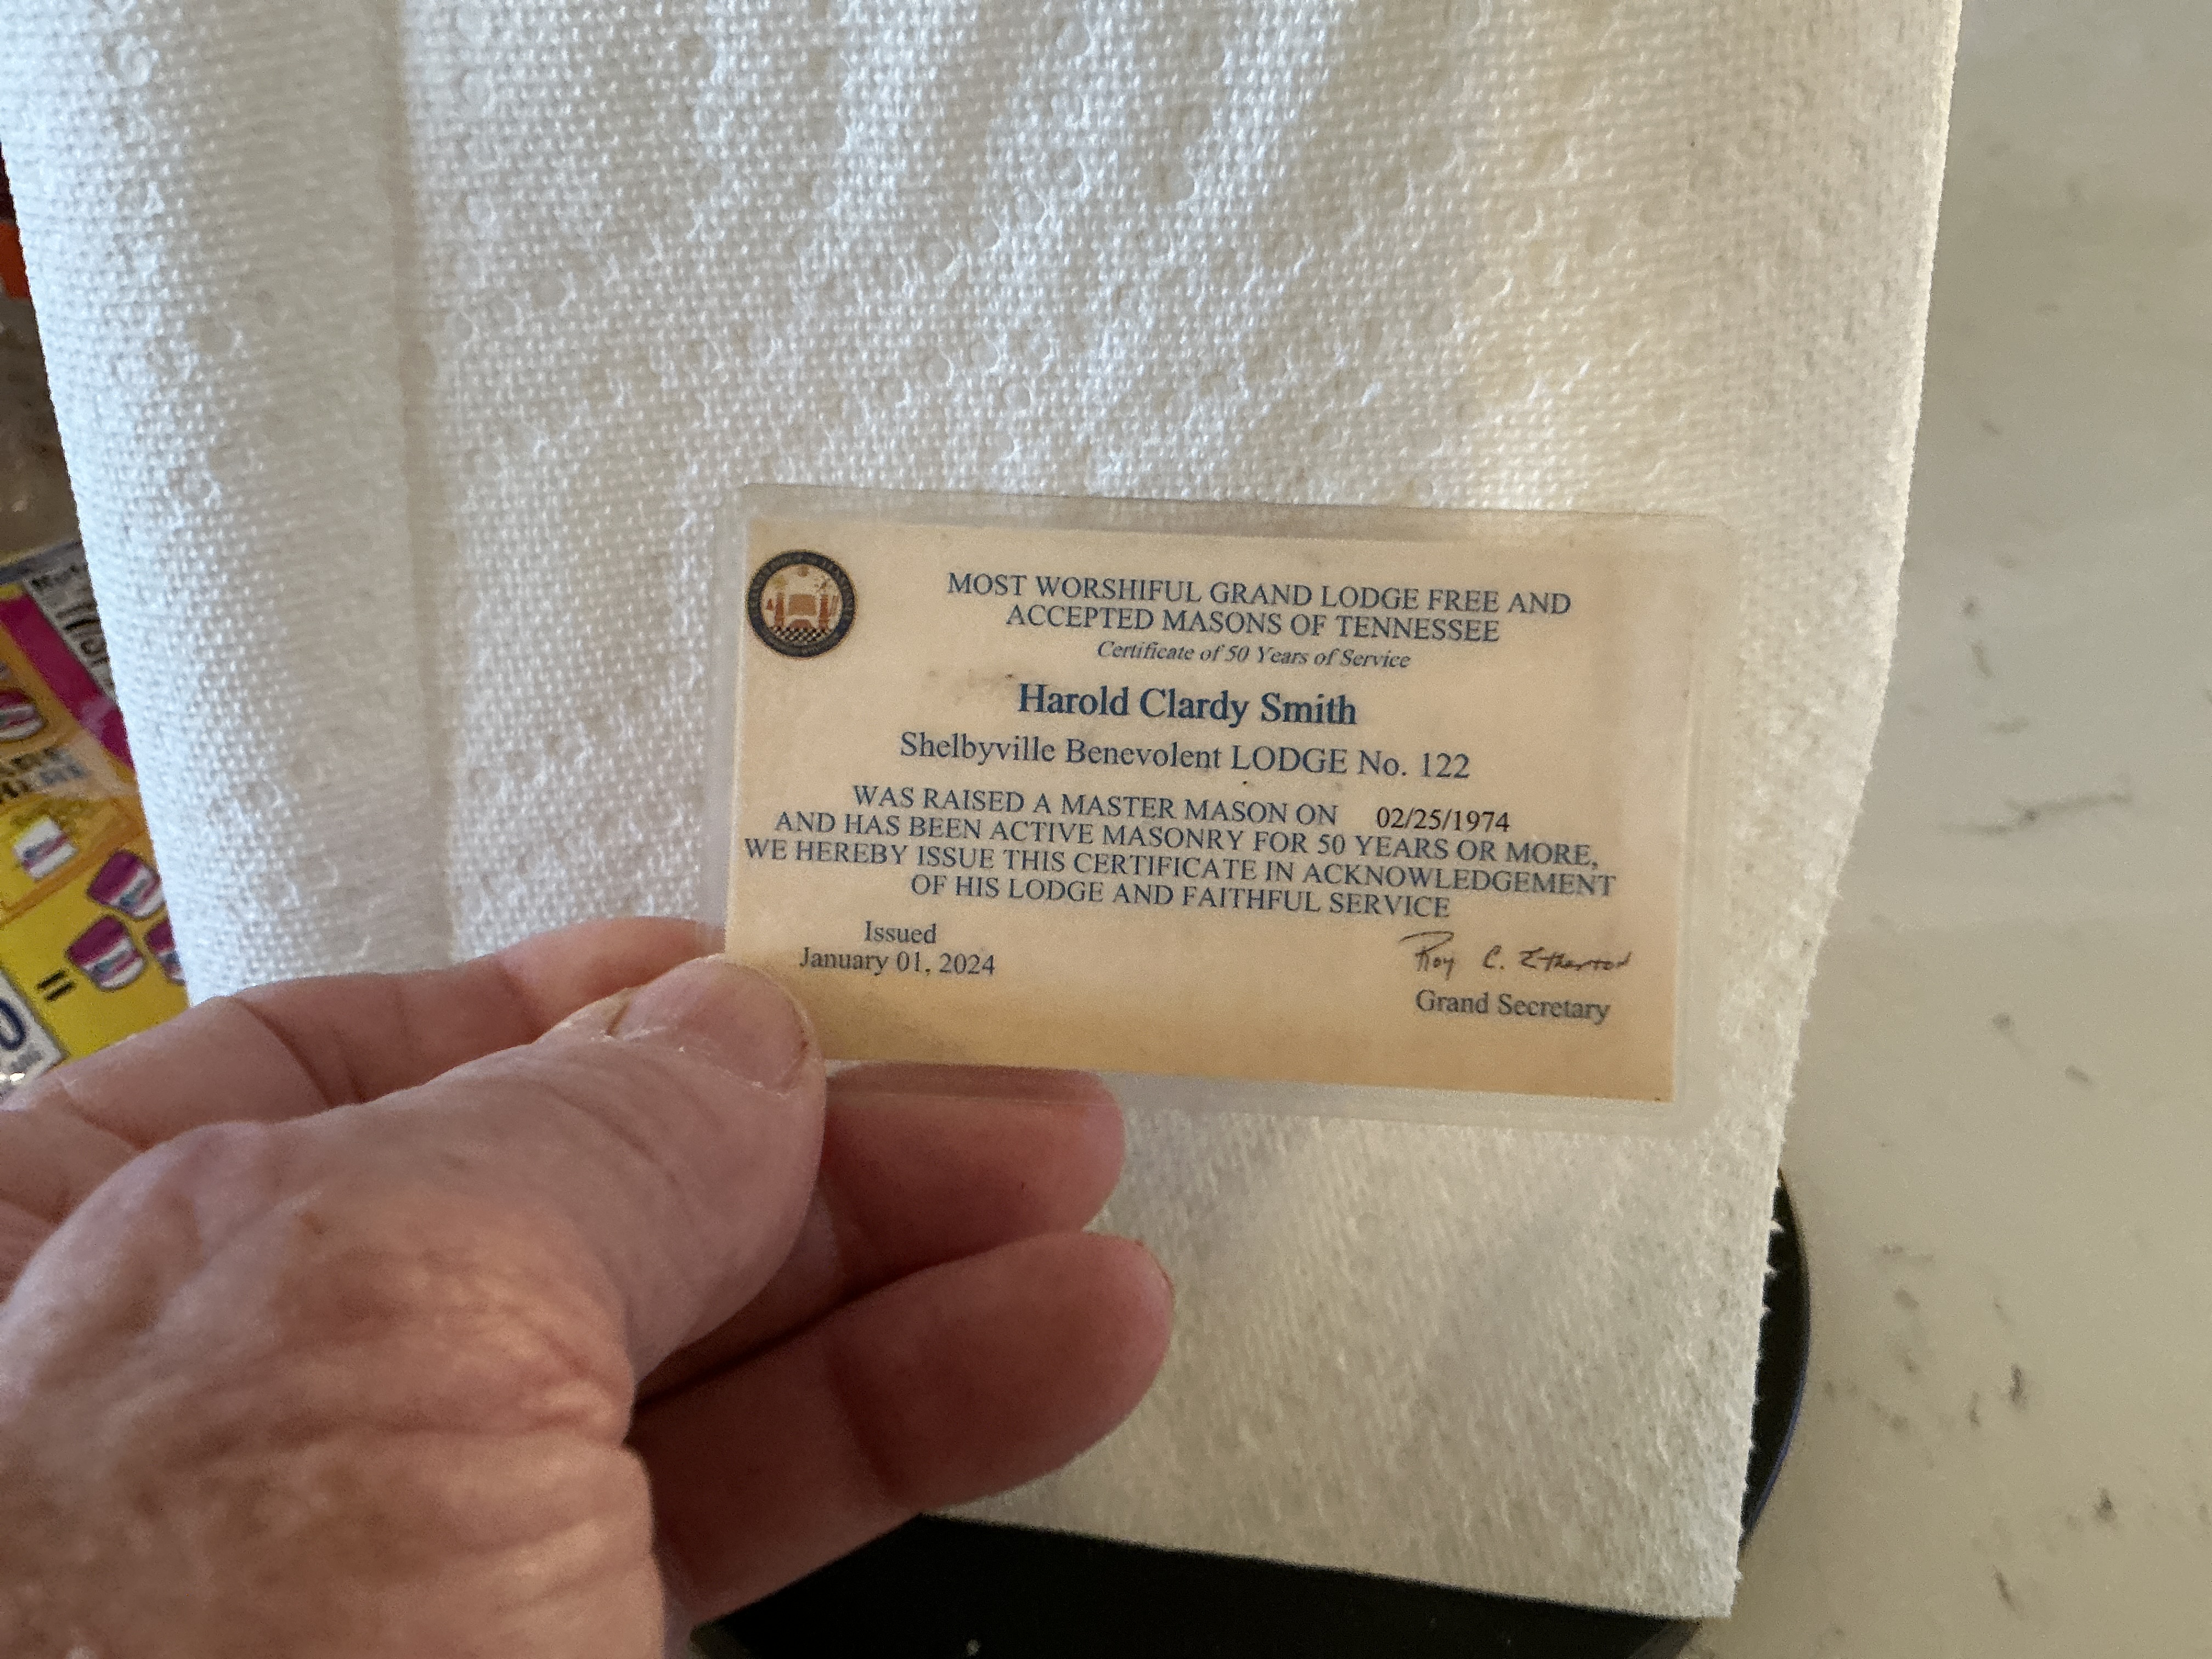 MOST WORSHIFUL GRAND LODGE FREE AND
ACCEPTED MASONS OF TENNESSEE
Certificate of 50 Years of Service
Harold Clardy Smith
Shelbyville Benevolent LODGE No. 122
WAS RAISED A MASTER MASON ON 02/25/1974
AND HAS BEEN ACTIVE MASONRY FOR 50 YEARS OR MORE,
WE HEREBY ISSUE THIS CERTIFICATE IN ACKNOWLEDGEMENT
OF HIS LODGE AND FAITHFUL SERVICE
Issued
January 01, 2024
Roy C. Etherton
Grand Secretary
=